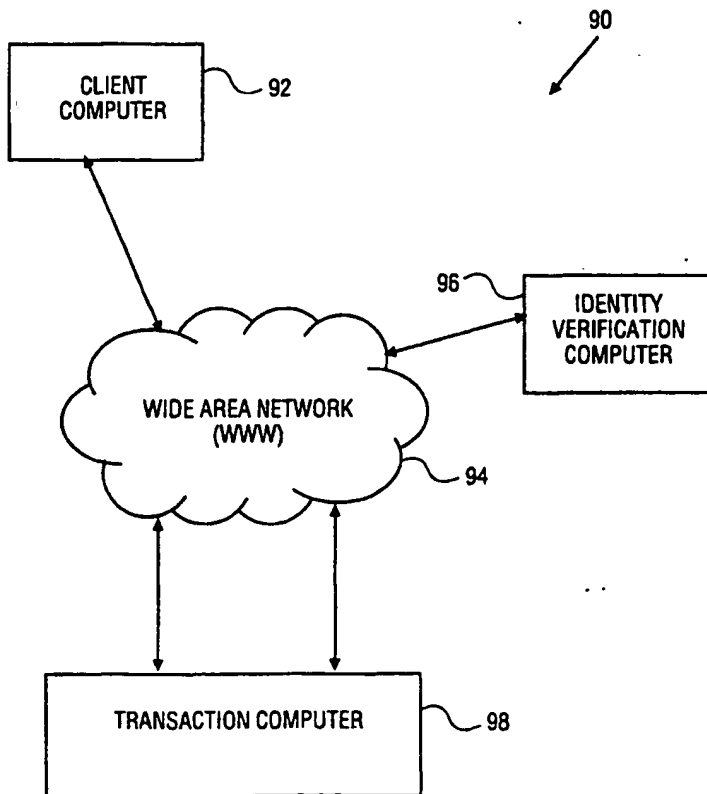 90
CLIENT
COMPUTER
92
96
IDENTITY
VERIFICATION
COMPUTER
WIDE AREA NETWORK
(WWW)
94
TRANSACTION COMPUTER
98